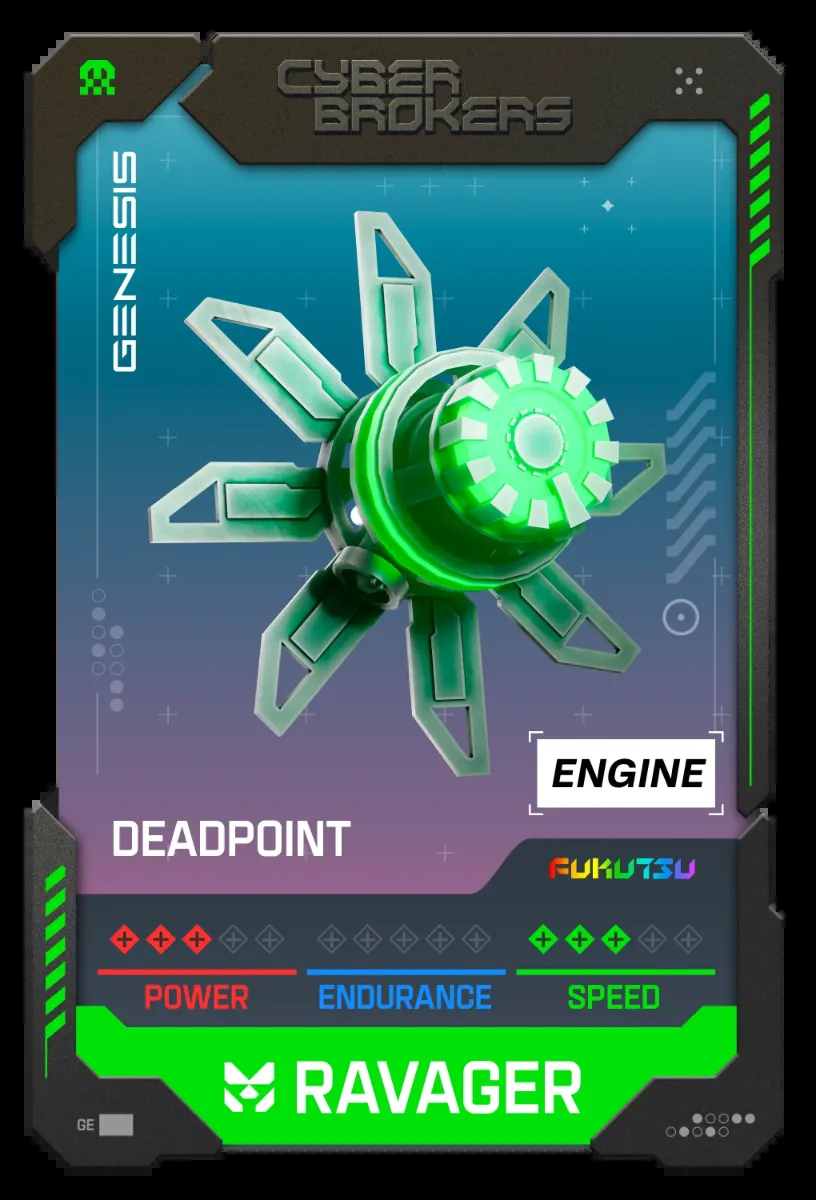 CYBER
BROKERS
GENESIS
ENGINE
DEADPOINT
FUKUTSU
POWER
ENDURANCE
SPEED
RAVAGER
GE